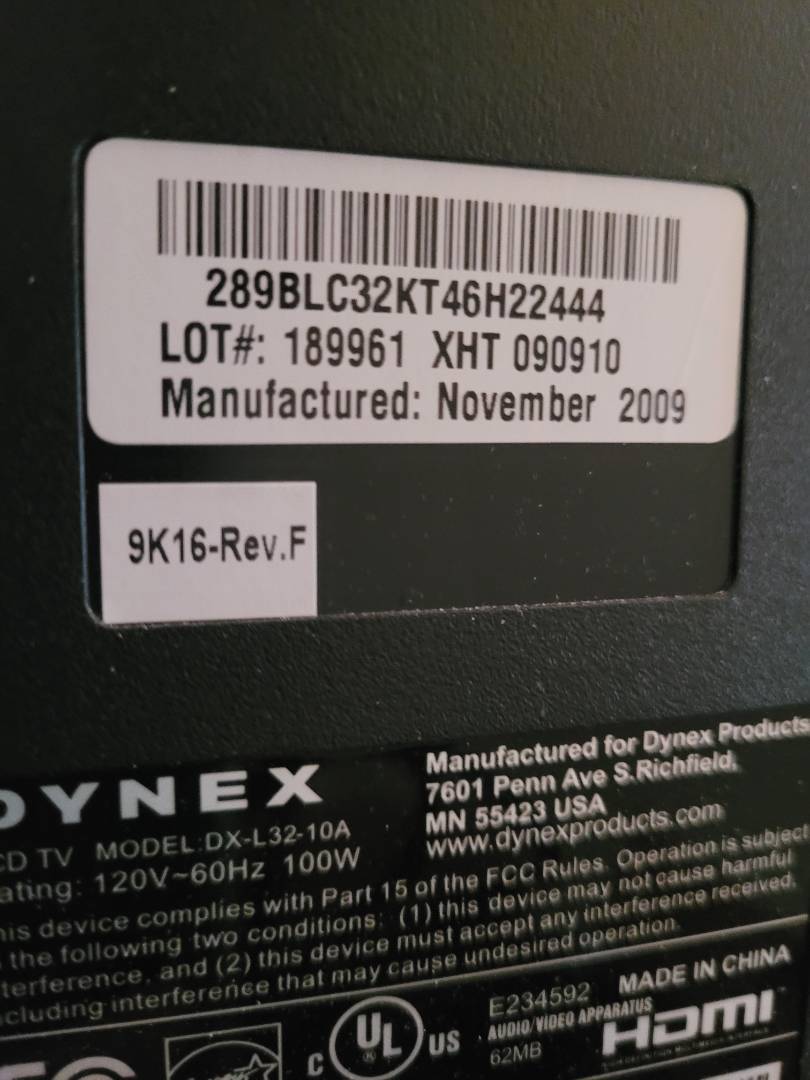 289BLC32KT46H22444
LOT#: 189961 XHT 090910
Manufactured: November 2009
9K16-Rev.F
DYNEX
CD TV MODEL:DX-L32-10A
ating: 120V~60Hz 100W
Manufactured for Dynex Products
7601 Penn Ave S.Richfield,
MN 55423 USA
www.dynexproducts.com
his device complies with Part 15 of the FCC Rules. Operation is subject
the following two conditions: (1) this device may not cause harmful
terference, and (2) this device must accept any interference received,
cluding interference that may cause undesired operation.
C UL US
E234592
AUDIO/VIDEO APPARATUS
62MB
MADE IN CHINA
HDMI